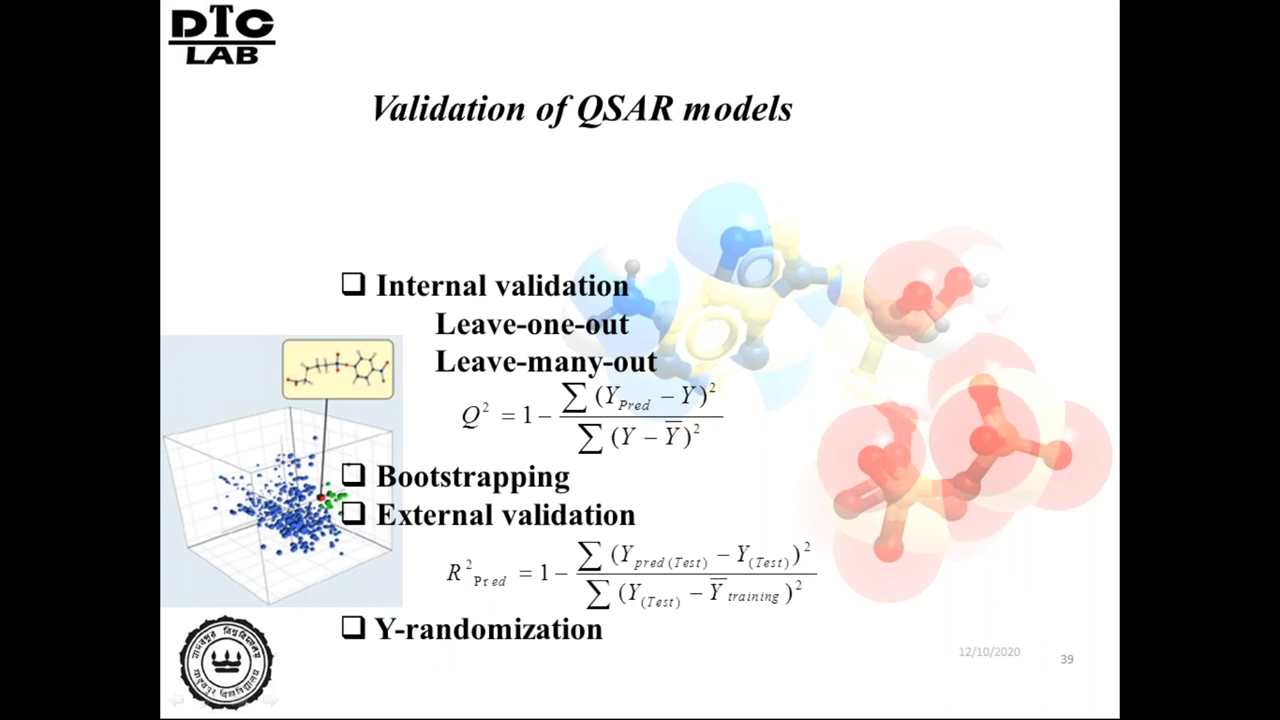 DTC
LAB
Validation of QSAR models
❑ Internal validation
Leave-one-out
Leave-many-out
Q² = 1 − ∑(Y_Pred − Y)² / ∑(Y − Ȳ)²
❑ Bootstrapping
❑ External validation
R²_Pred = 1 − ∑(Y_pred(Test) − Y_(Test))² / ∑(Y_(Test) − Ȳ_training)²
❑ Y-randomization
12/10/2020
39